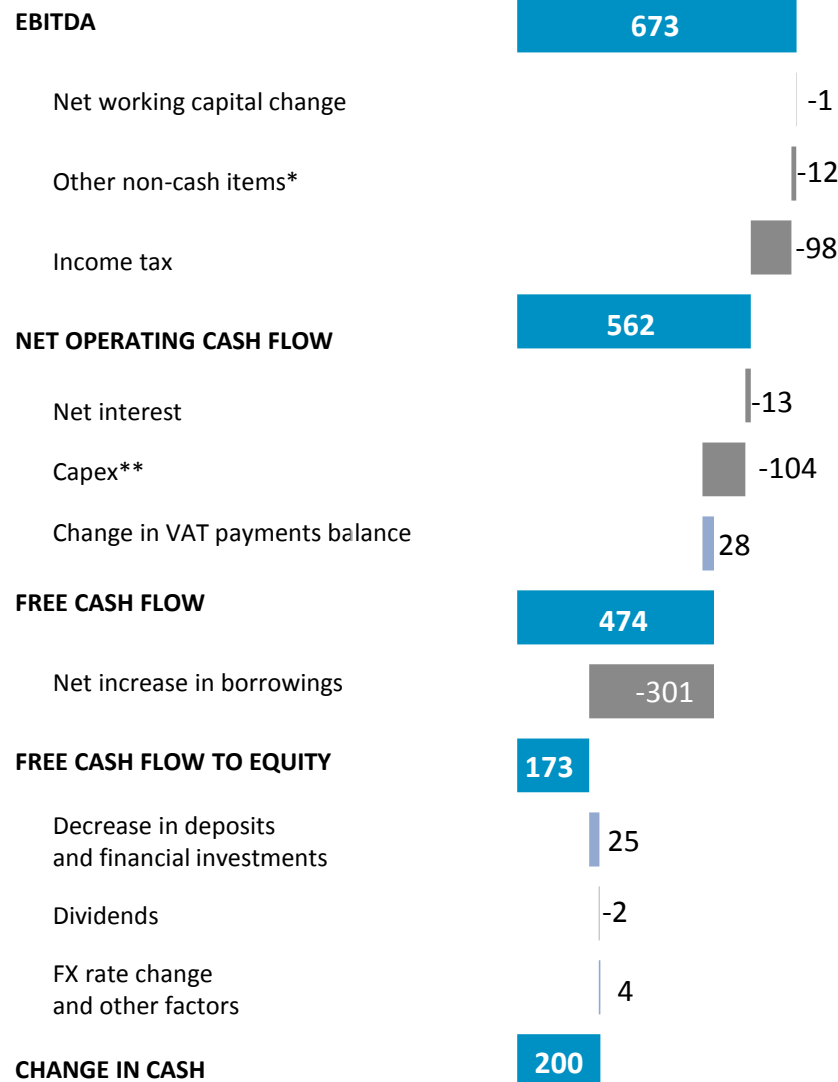 EBITDA
673
Net working capital change
-1
Other non-cash items*
-12
Income tax
-98
NET OPERATING CASH FLOW
562
Net interest
-13
Capex**
-104
Change in VAT payments balance
28
FREE CASH FLOW
474
Net increase in borrowings
-301
FREE CASH FLOW TO EQUITY
173
Decrease in deposits
and financial investments
25
Dividends
-2
FX rate change
and other factors
4
CHANGE IN CASH
200